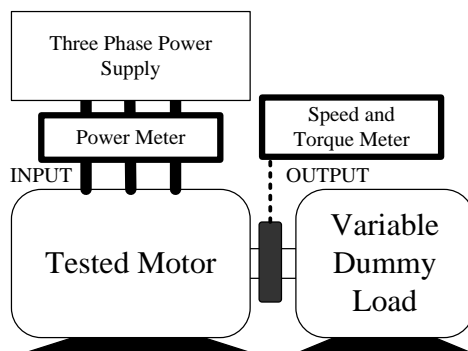 Three Phase Power
Supply
Power Meter
Speed and
Torque Meter
INPUT
OUTPUT
Tested Motor
Variable
Dummy
Load